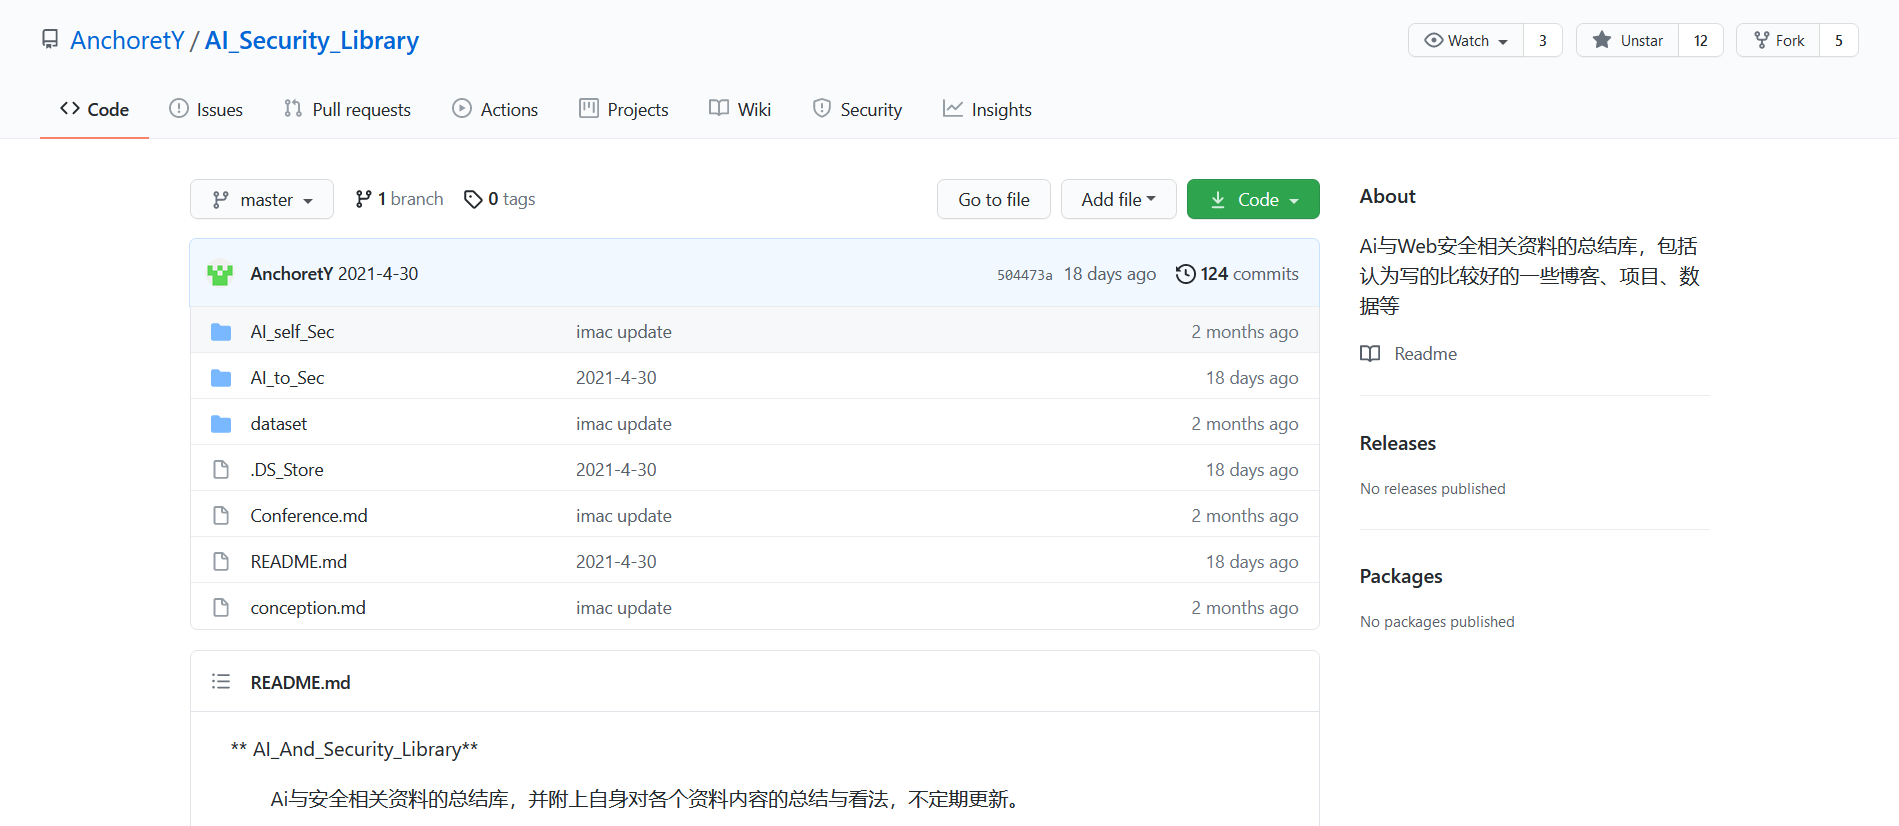 AnchoretY / AI_Security_Library
Watch 3 Unstar 12 Fork 5
Code Issues Pull requests Actions Projects Wiki Security Insights
master 1 branch 0 tags Go to file Add file Code
AnchoretY 2021-4-30 504473a 18 days ago 124 commits
AI_self_Sec imac update 2 months ago
AI_to_Sec 2021-4-30 18 days ago
dataset imac update 2 months ago
.DS_Store 2021-4-30 18 days ago
Conference.md imac update 2 months ago
README.md 2021-4-30 18 days ago
conception.md imac update 2 months ago
README.md
** AI_And_Security_Library**
Ai与安全相关资料的总结库，并附上自身对各个资料内容的总结与看法，不定期更新。
About
Ai与Web安全相关资料的总结库，包括
认为写的比较好的一些博客、项目、数
据等
Readme
Releases
No releases published
Packages
No packages published